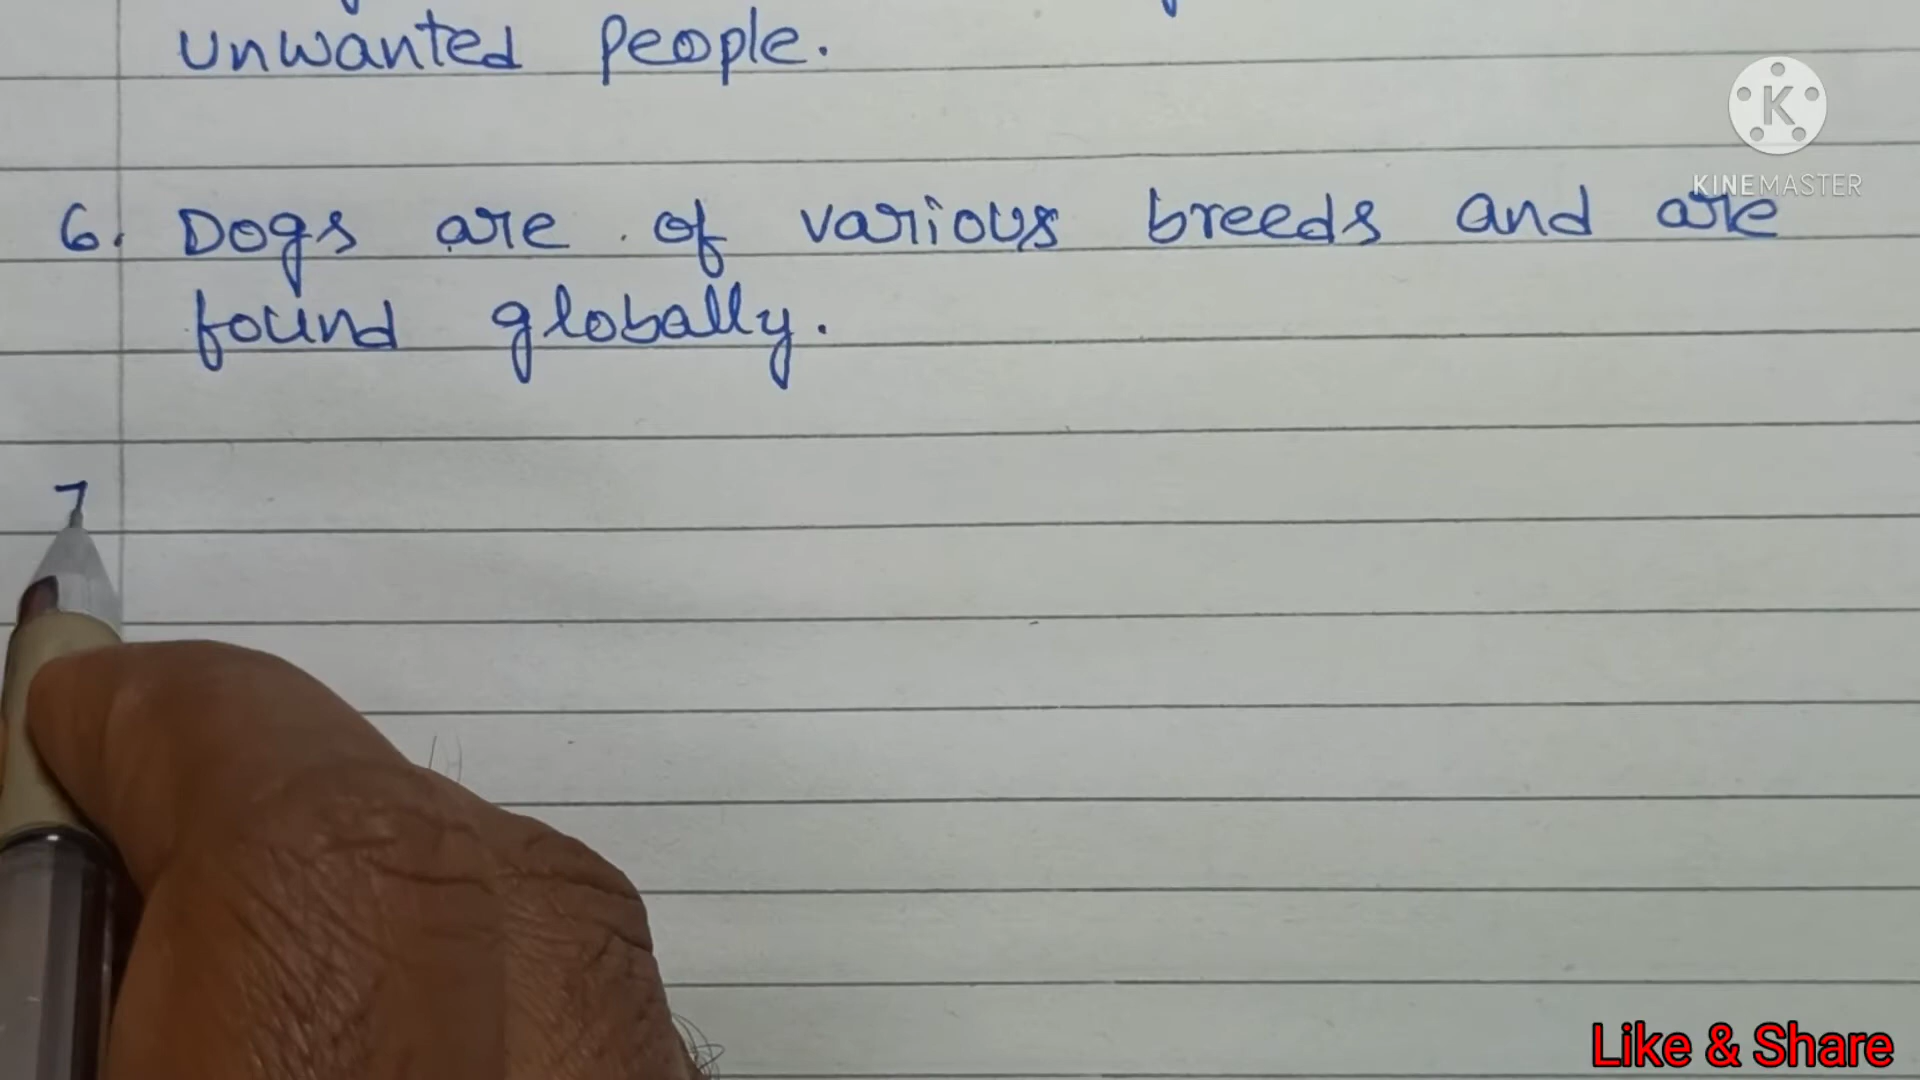 unwanted people.
KINEMASTER
6. Dogs are of various breeds and are
found globally.
7
Like & Share